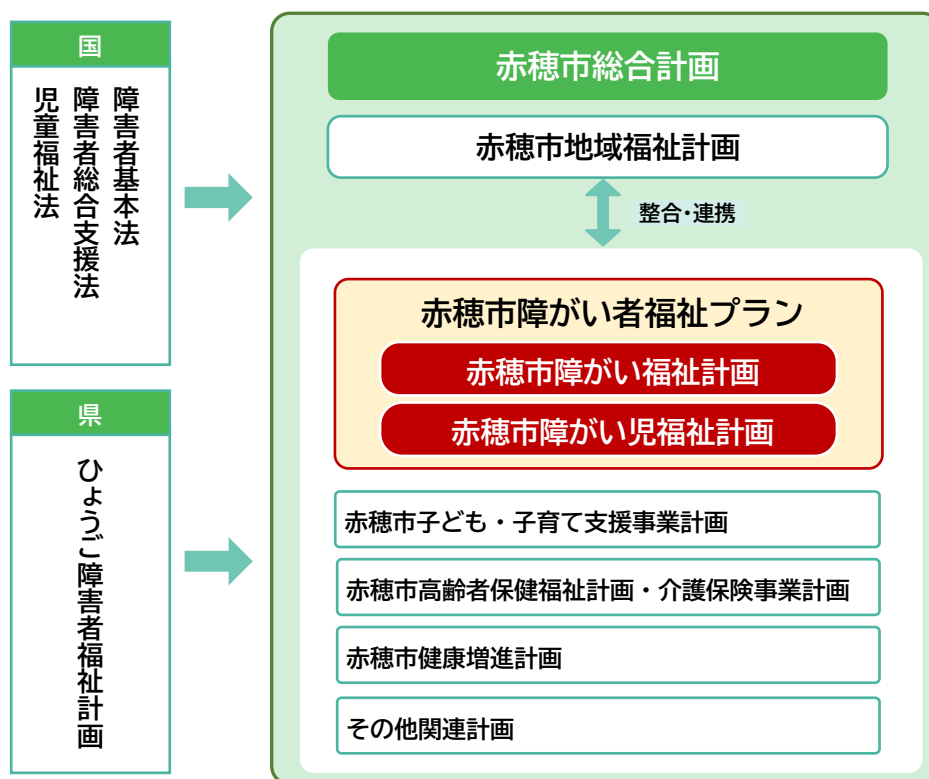 国
障害者基本法
障害者総合支援法
児童福祉法
県
ひょうご障害者福祉計画
赤穂市総合計画
赤穂市地域福祉計画
整合・連携
赤穂市障がい者福祉プラン
赤穂市障がい福祉計画
赤穂市障がい児福祉計画
赤穂市子ども・子育て支援事業計画
赤穂市高齢者保健福祉計画・介護保険事業計画
赤穂市健康増進計画
その他関連計画